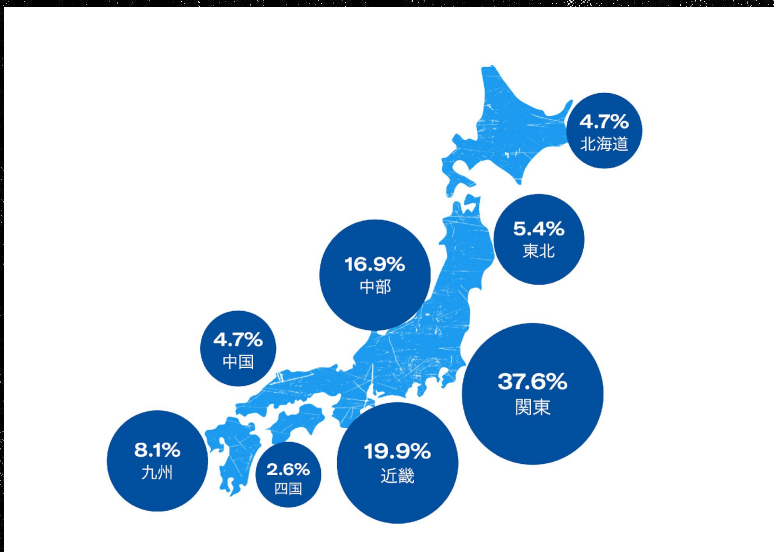 4.7%
北海道
5.4%
東北
16.9%
中部
4.7%
中国
37.6%
関東
8.1%
九州
2.6%
四国
19.9%
近畿